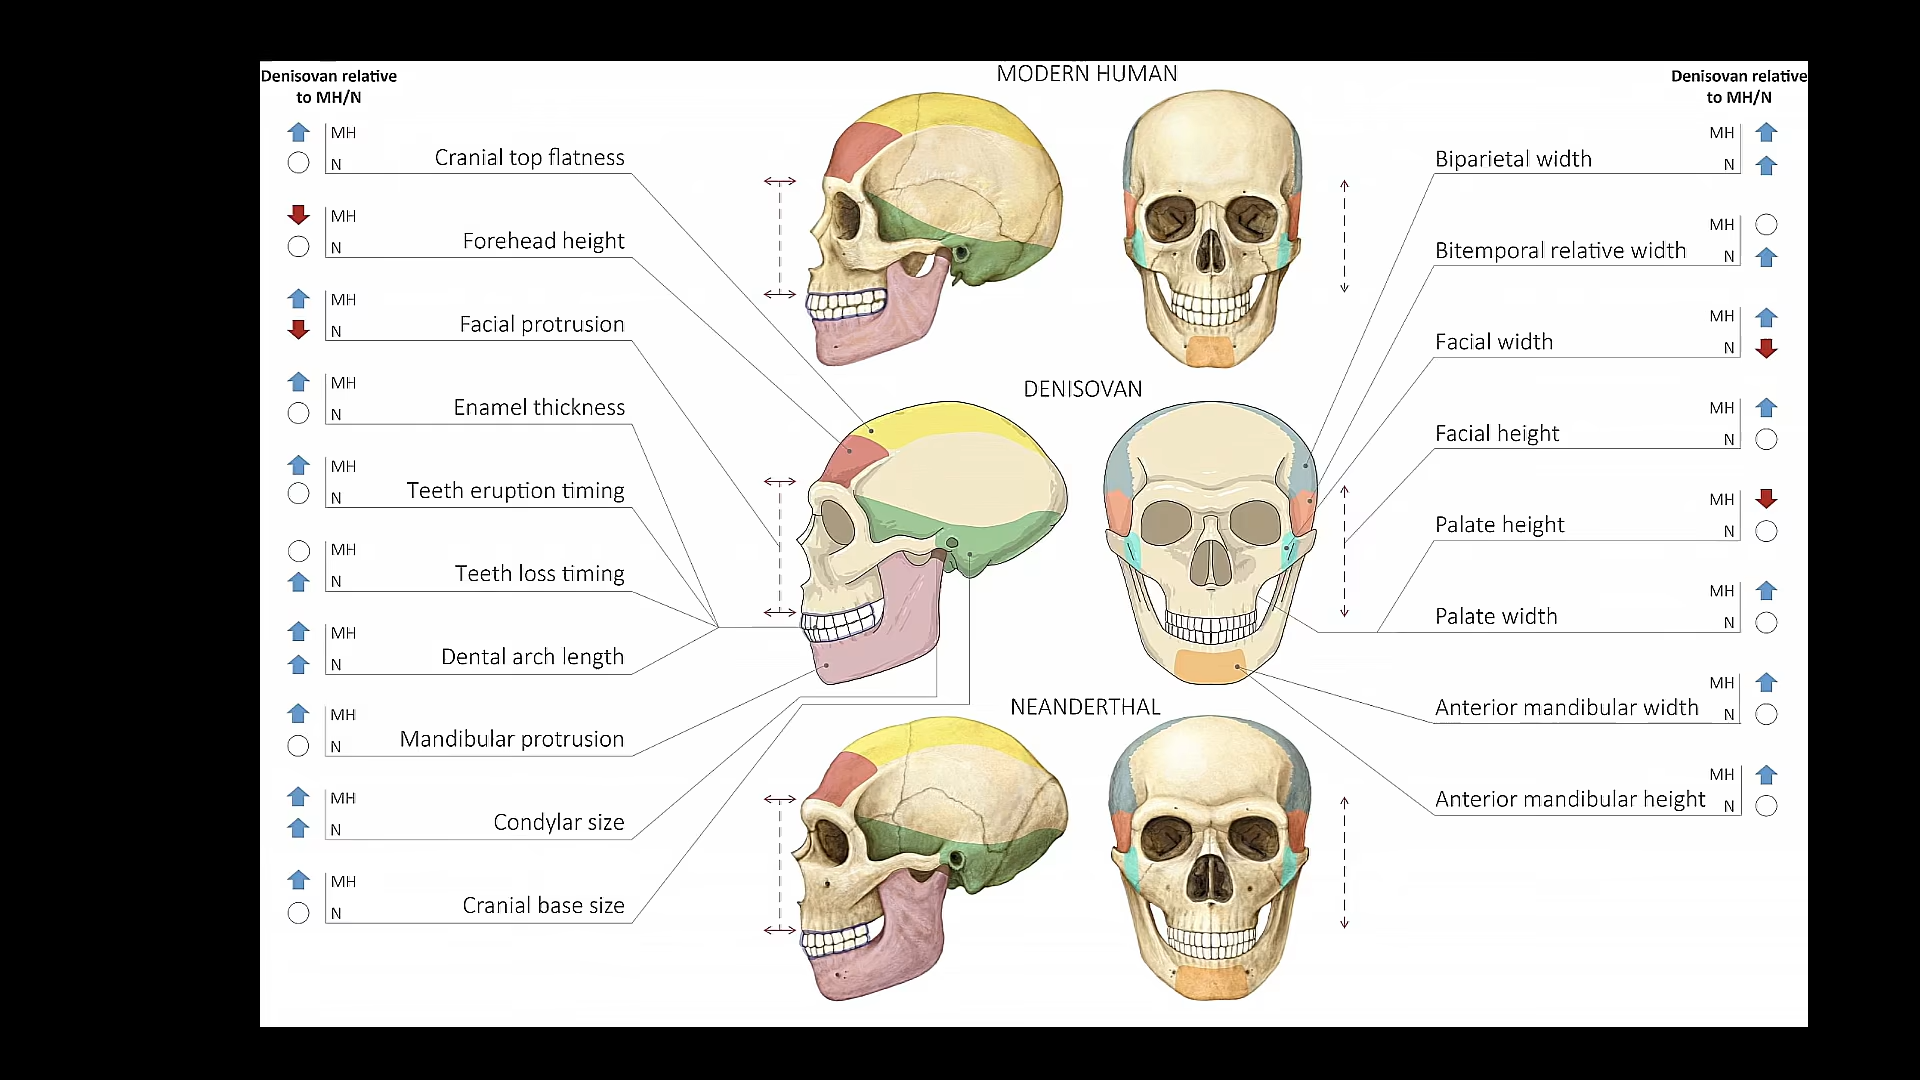 Denisovan relative
to MH/N
MH
N
Cranial top flatness
MH
N
Forehead height
MH
N
Facial protrusion
MH
N
Enamel thickness
MH
N
Teeth eruption timing
MH
N
Teeth loss timing
MH
N
Dental arch length
MH
N
Mandibular protrusion
MH
N
Condylar size
MH
N
Cranial base size
MODERN HUMAN
DENISOVAN
NEANDERTHAL
Denisovan relative
to MH/N
MH
Biparietal width
N
MH
Bitemporal relative width
N
MH
Facial width
N
MH
Facial height
N
MH
Palate height
N
MH
Palate width
N
MH
Anterior mandibular width
N
MH
Anterior mandibular height
N